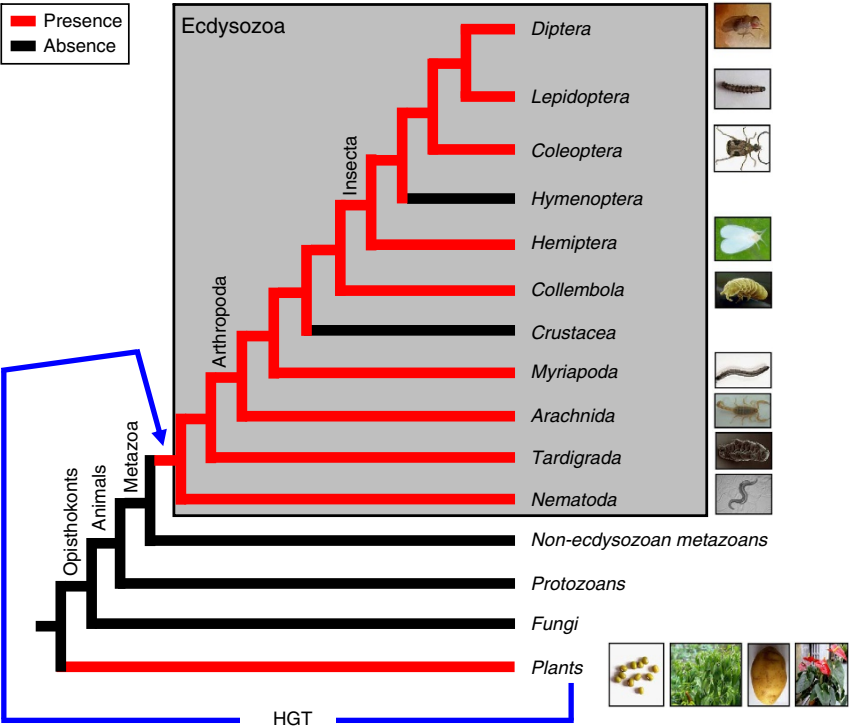 Presence
Absence
Ecdysozoa
Diptera
Lepidoptera
Coleoptera
Insecta
Hymenoptera
Hemiptera
Collembola
Arthropoda
Crustacea
Myriapoda
Arachnida
Metazoa
Tardigrada
Animals
Nematoda
Opisthokonts
Non-ecdysozoan metazoans
Protozoans
Fungi
Plants
HGT